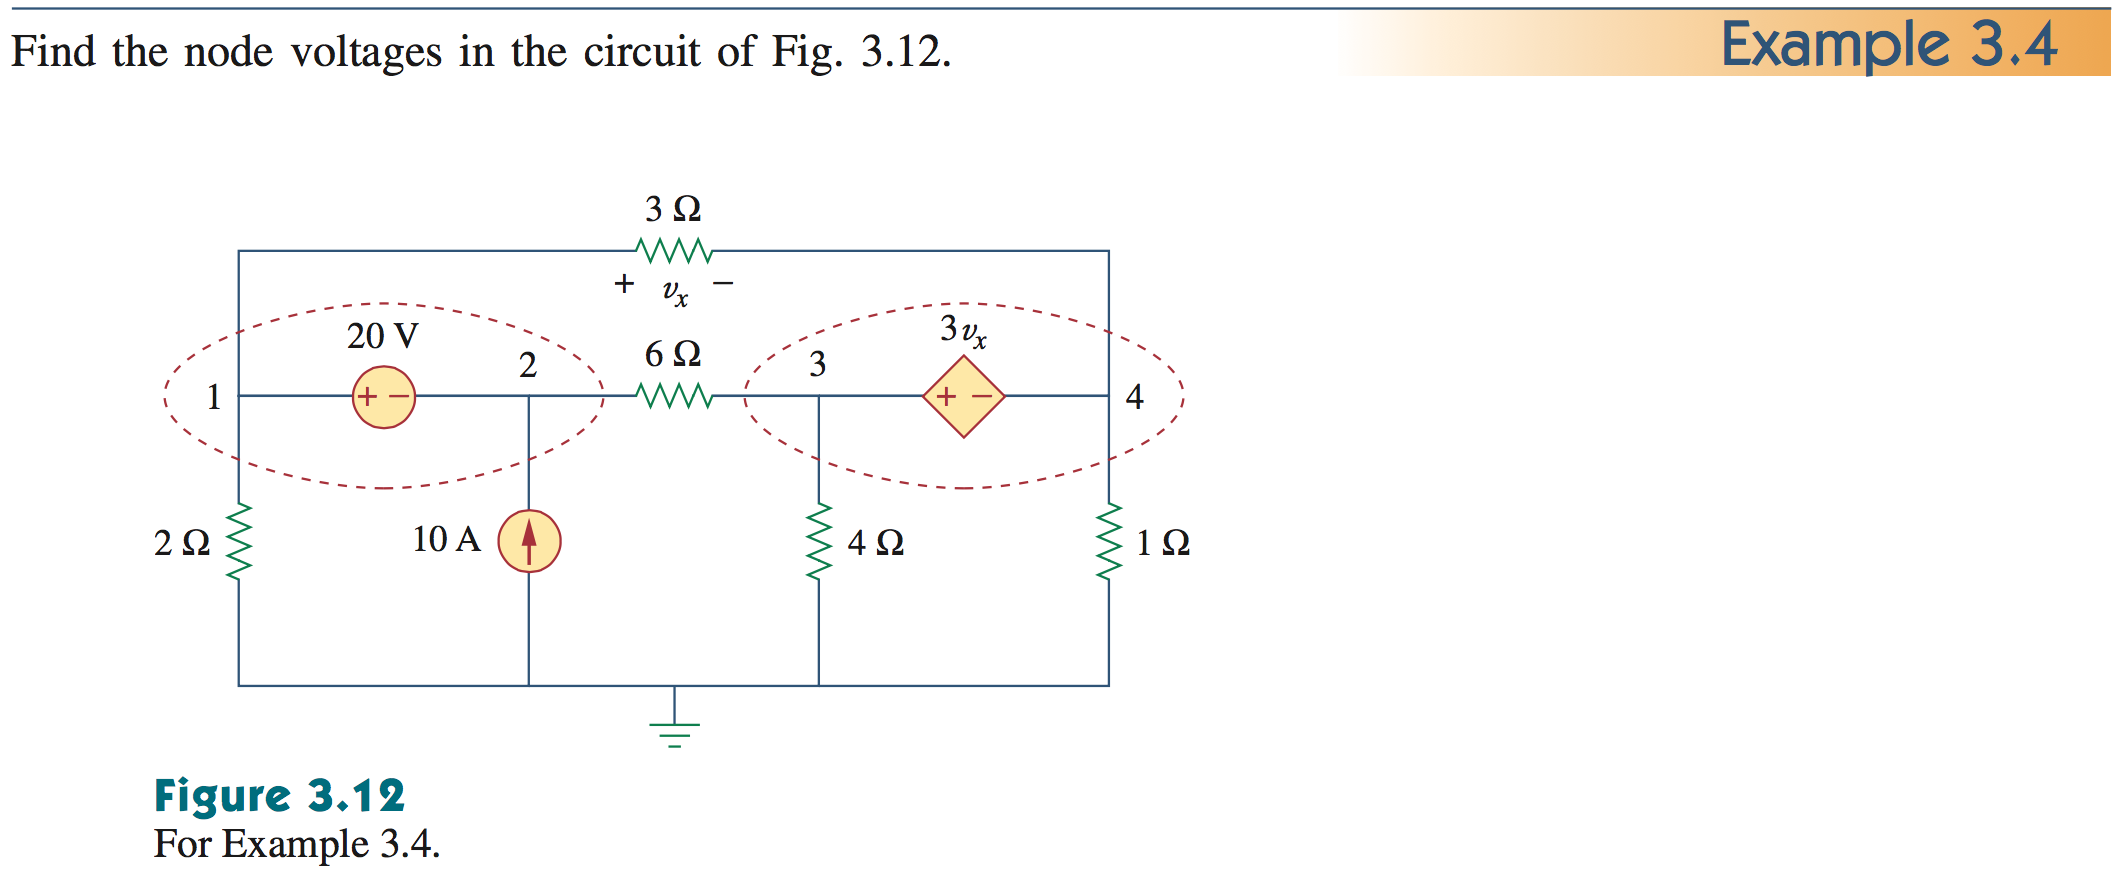 Find the node voltages in the circuit of Fig. 3.12.
Example 3.4
3 Ω
+ vₓ −
20 V
2
6 Ω
3
3vₓ
1
+ −
+ −
4
2 Ω
10 A
4 Ω
1 Ω
Figure 3.12
For Example 3.4.